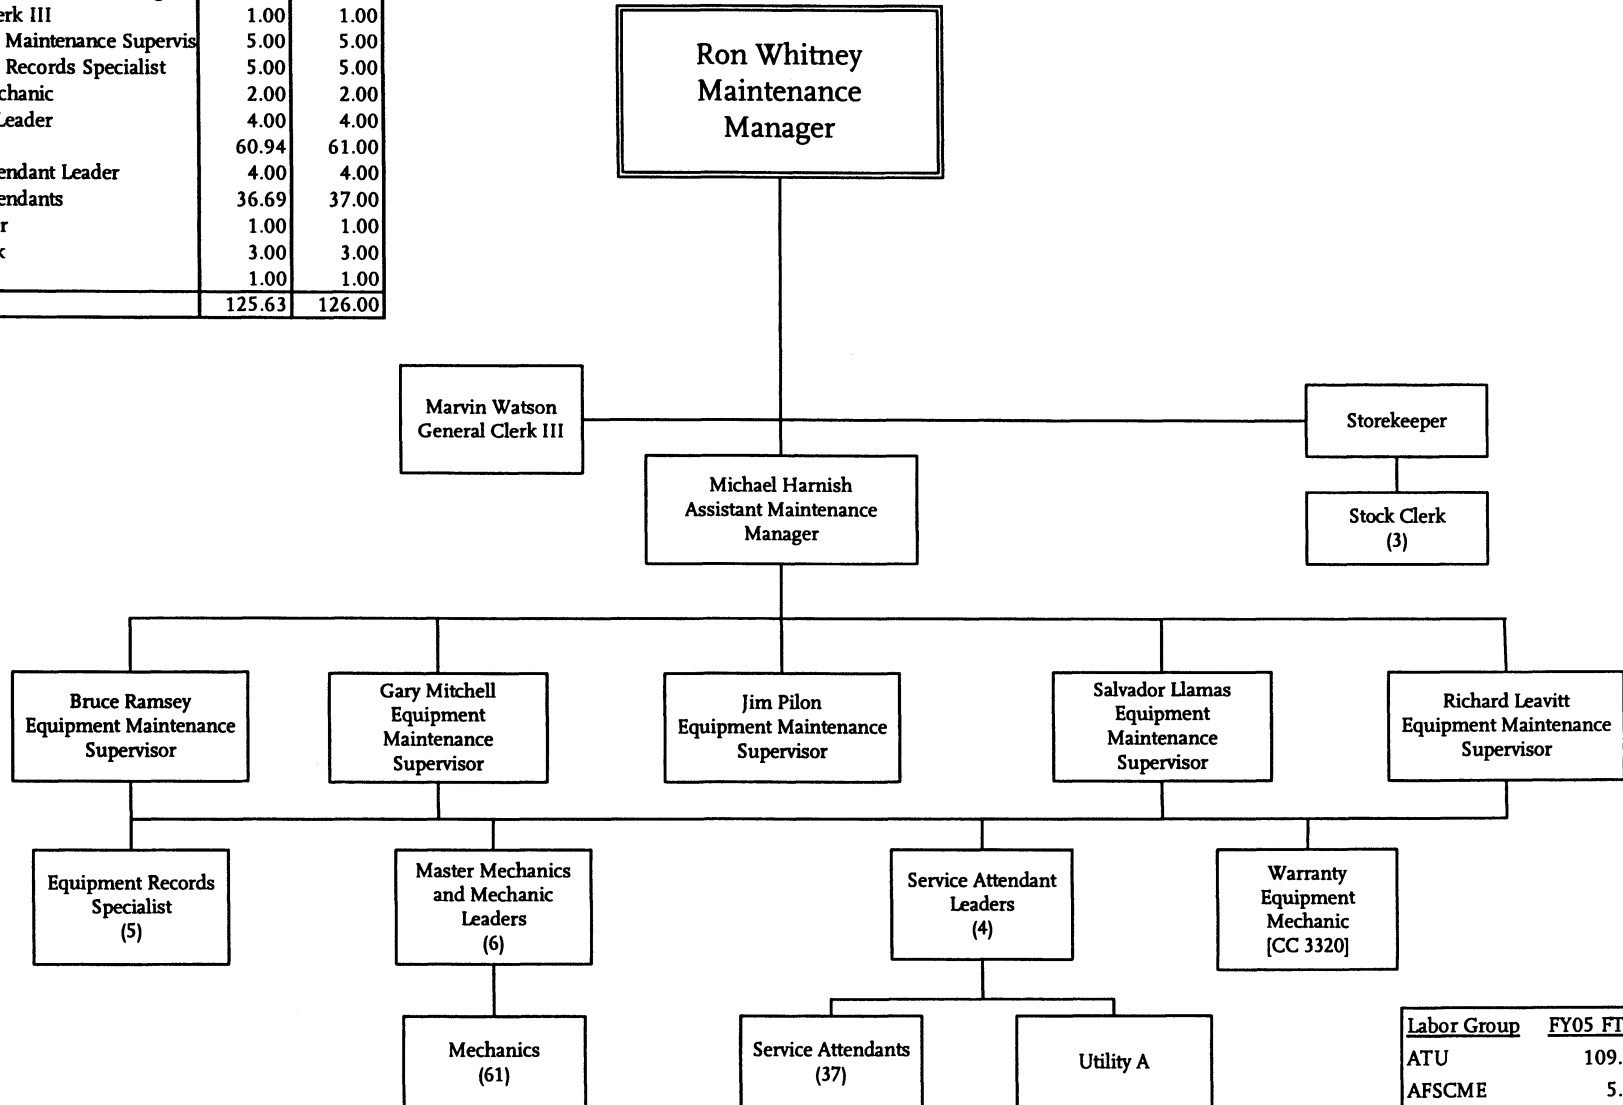 erk III 1.00 1.00
Maintenance Supervis 5.00 5.00
Records Specialist 5.00 5.00
chanic 2.00 2.00
Leader 4.00 4.00
60.94 61.00
endant Leader 4.00 4.00
endants 36.69 37.00
r 1.00 1.00
k 3.00 3.00
1.00 1.00
125.63 126.00
Ron Whitney
Maintenance
Manager
Marvin Watson
General Clerk III
Storekeeper
Michael Harnish
Assistant Maintenance
Manager
Stock Clerk
(3)
Bruce Ramsey
Equipment Maintenance
Supervisor
Gary Mitchell
Equipment
Maintenance
Supervisor
Jim Pilon
Equipment Maintenance
Supervisor
Salvador Llamas
Equipment
Maintenance
Supervisor
Richard Leavitt
Equipment Maintenance
Supervisor
Equipment Records
Specialist
(5)
Master Mechanics
and Mechanic
Leaders
(6)
Service Attendant
Leaders
(4)
Warranty
Equipment
Mechanic
[CC 3320]
Mechanics
(61)
Service Attendants
(37)
Utility A
Labor Group FY05 FT
ATU 109.
AFSCME 5.